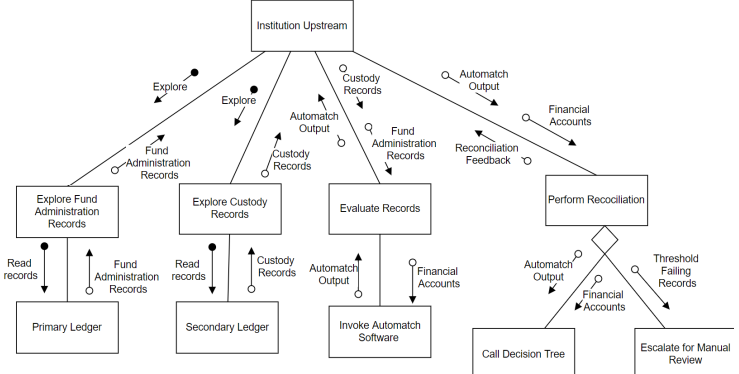 Institution Upstream
Explore
Explore
Custody
Records
Automatch
Output
Automatch
Output
Financial
Accounts
Fund
Administration
Records
Custody
Records
Fund
Administration
Records
Reconciliation
Feedback
Explore Fund
Administration
Records
Explore Custody
Records
Evaluate Records
Perform Recociliation
Read
records
Fund
Administration
Records
Read
records
Custody
Records
Automatch
Output
Financial
Accounts
Automatch
Output
Financial
Accounts
Threshold
Failing
Records
Primary Ledger
Secondary Ledger
Invoke Automatch
Software
Call Decision Tree
Escalate for Manual
Review